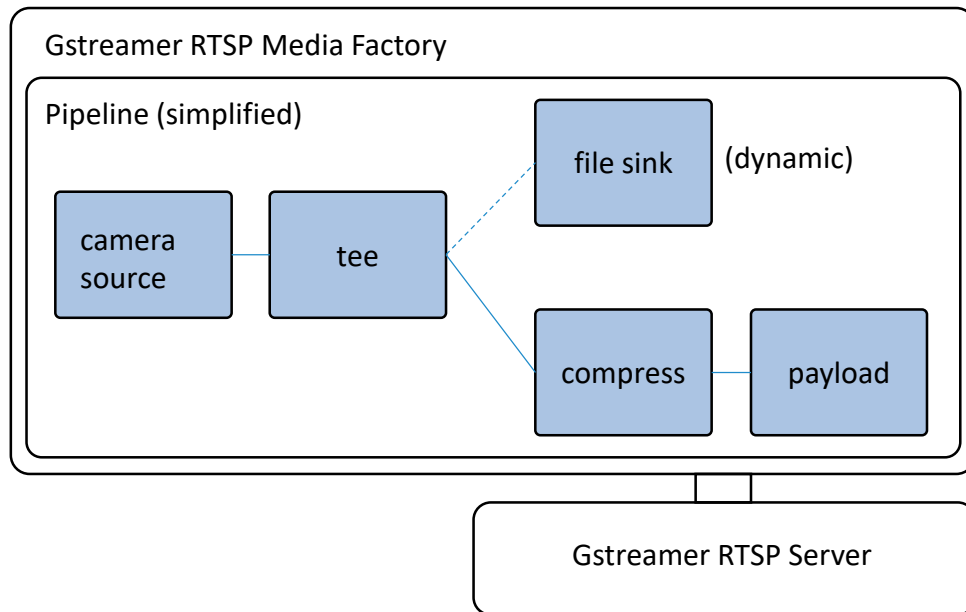 Gstreamer RTSP Media Factory
Pipeline (simplified)
file sink
(dynamic)
camera
source
tee
compress
payload
Gstreamer RTSP Server